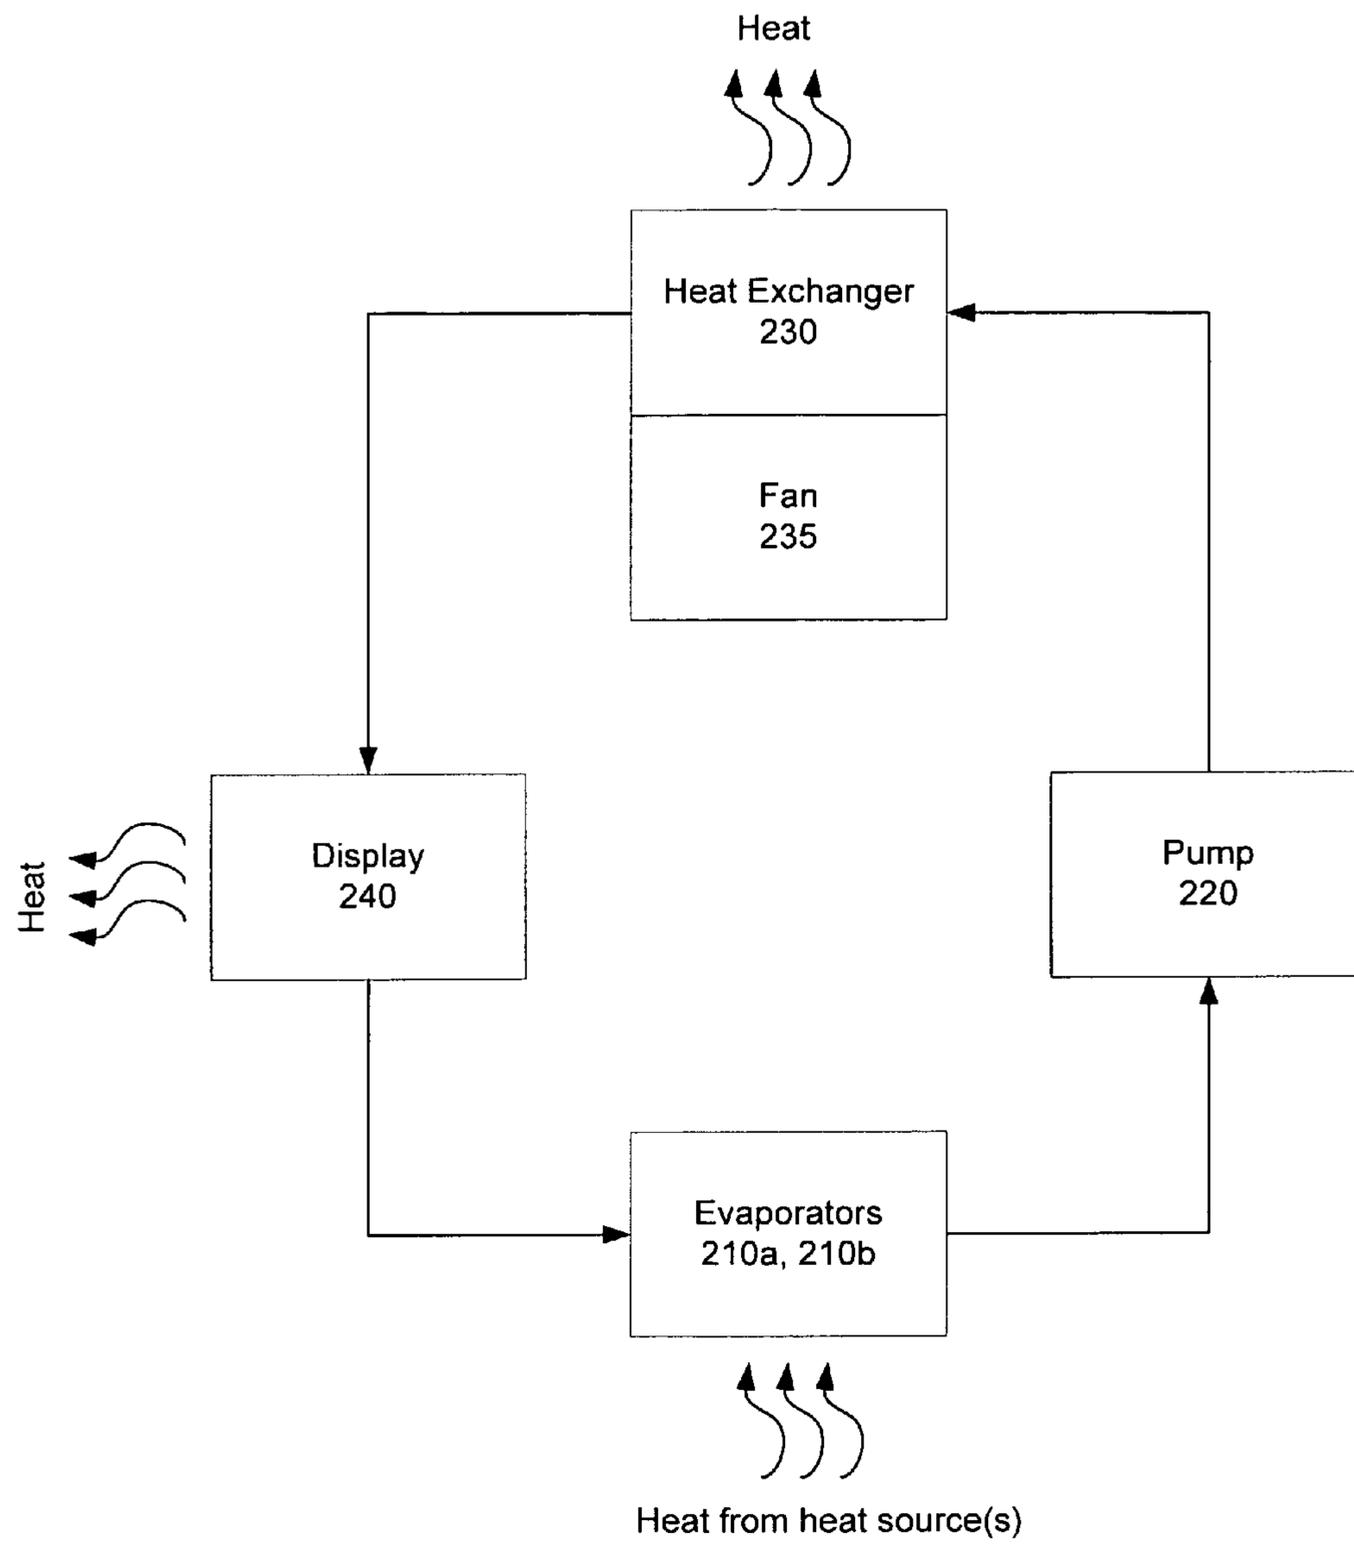 Heat
Heat Exchanger
230
Fan
235
Display
240
Heat
Pump
220
Evaporators
210a, 210b
Heat from heat source(s)